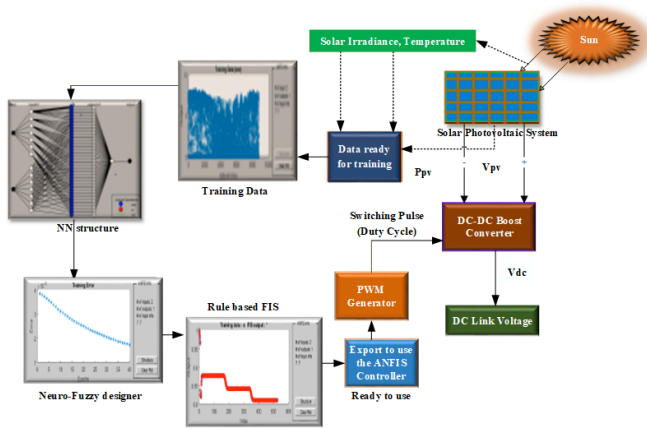 Sun
Solar Irradiance, Temperature
Solar Photovoltaic System
Data ready
for training
Training Data
Ppv
Vpv
-
+
NN structure
Switching Pulse
(Duty Cycle)
DC-DC Boost
Converter
Vdc
PWM
Generator
DC Link Voltage
Rule based FIS
Training Error
Export to use
the ANFIS
Controller
Ready to use
Neuro-Fuzzy designer